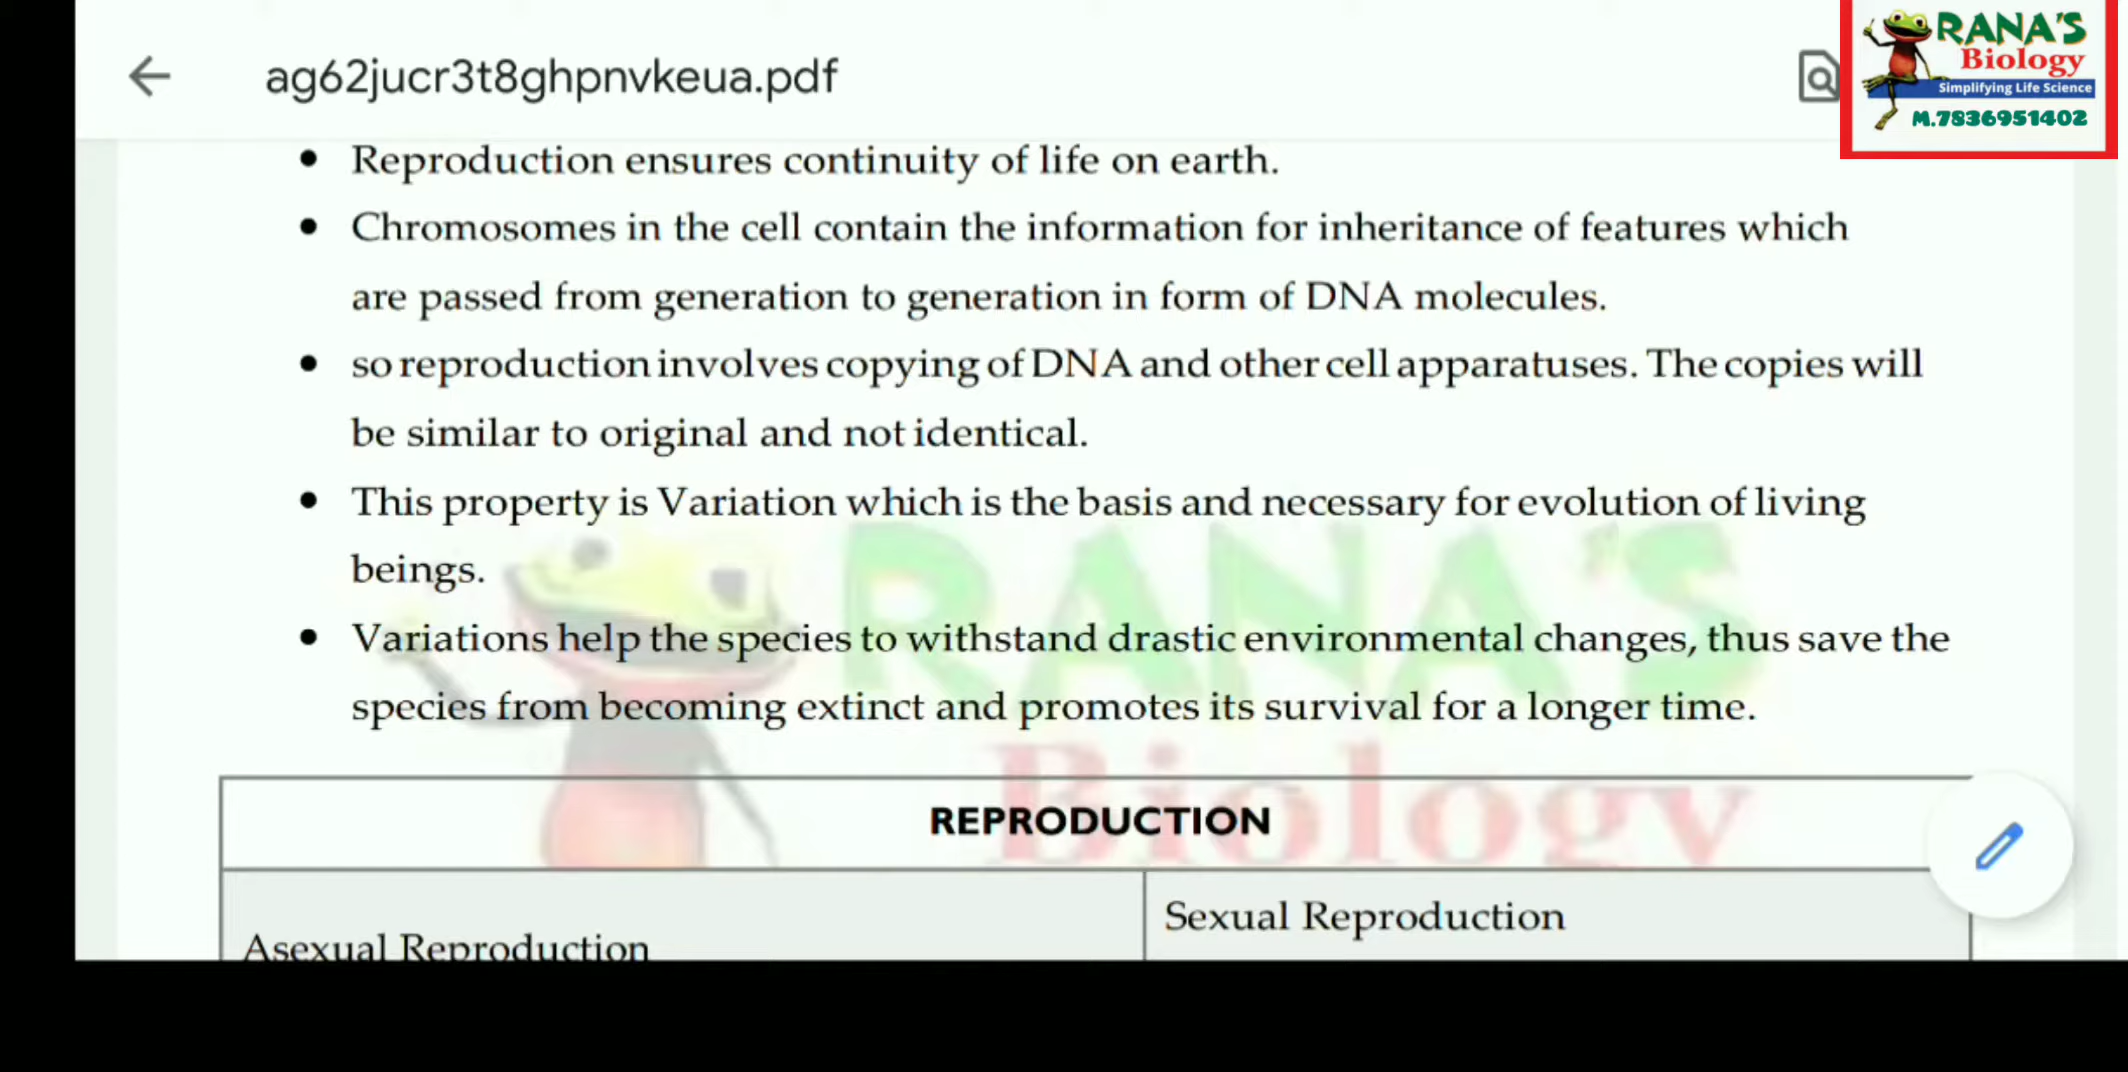 ag62jucr3t8ghpnvkeua.pdf
RANA'S
Biology
Simplifying Life Science
M.7836951402
• Reproduction ensures continuity of life on earth.
• Chromosomes in the cell contain the information for inheritance of features which
are passed from generation to generation in form of DNA molecules.
• so reproduction involves copying of DNA and other cell apparatuses. The copies will
be similar to original and not identical.
• This property is Variation which is the basis and necessary for evolution of living
beings.
• Variations help the species to withstand drastic environmental changes, thus save the
species from becoming extinct and promotes its survival for a longer time.
RANA'S
Biology
REPRODUCTION
Asexual Reproduction
Sexual Reproduction